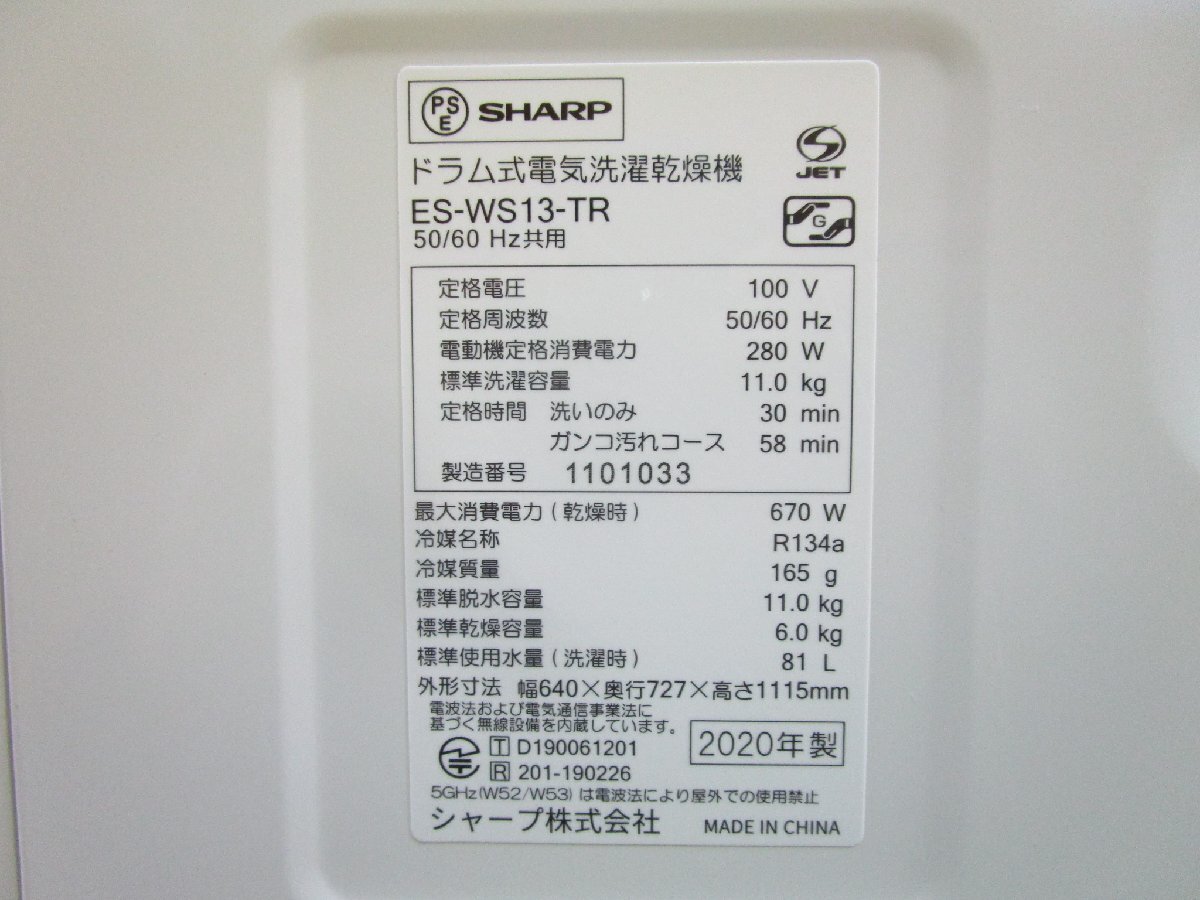 PS
E SHARP
JET
ドラム式電気洗濯乾燥機
ES-WS13-TR
G
50/60 Hz共用
定格電圧 100 V
定格周波数 50/60 Hz
電動機定格消費電力 280 W
標準洗濯容量 11.0 kg
定格時間 洗いのみ 30 min
ガンコ汚れコース 58 min
製造番号 1101033
最大消費電力(乾燥時) 670 W
冷媒名称 R134a
冷媒質量 165 g
標準脱水容量 11.0 kg
標準乾燥容量 6.0 kg
標準使用水量(洗濯時) 81 L
外形寸法 幅640×奥行727×高さ1115mm
電波法および電気通信事業法に
基づく無線設備を内蔵しています。
T D190061201
R 201-190226
2020年製
5GHz(W52/W53)は電波法により屋外での使用禁止
シャープ株式会社 MADE IN CHINA